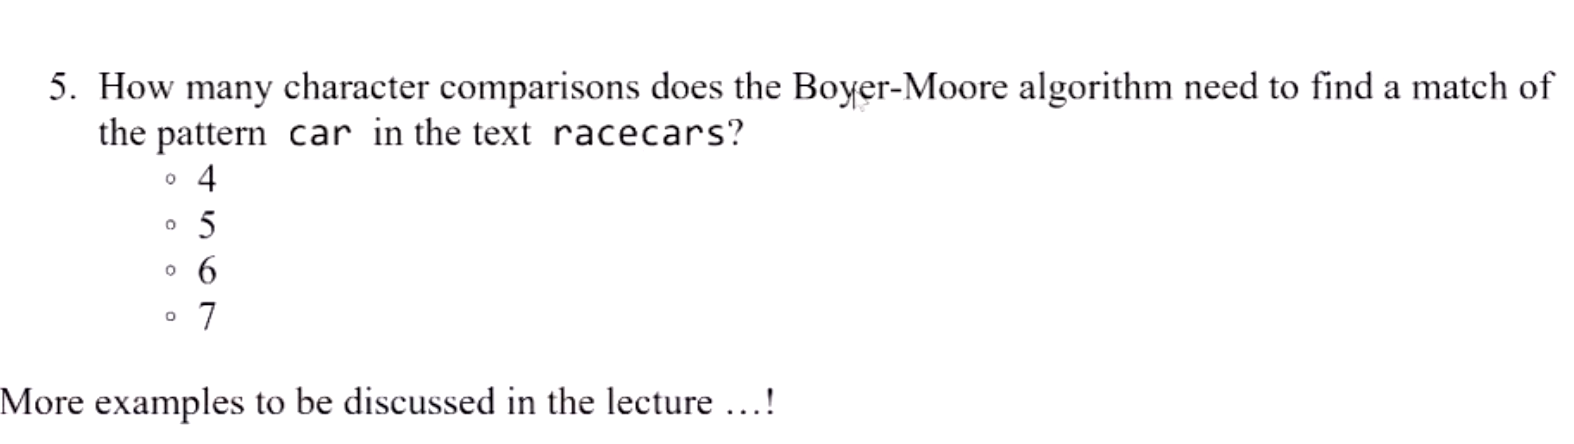 5. How many character comparisons does the Boyer-Moore algorithm need to find a match of
the pattern car in the text racecars?
◦ 4
◦ 5
◦ 6
◦ 7
More examples to be discussed in the lecture ...!